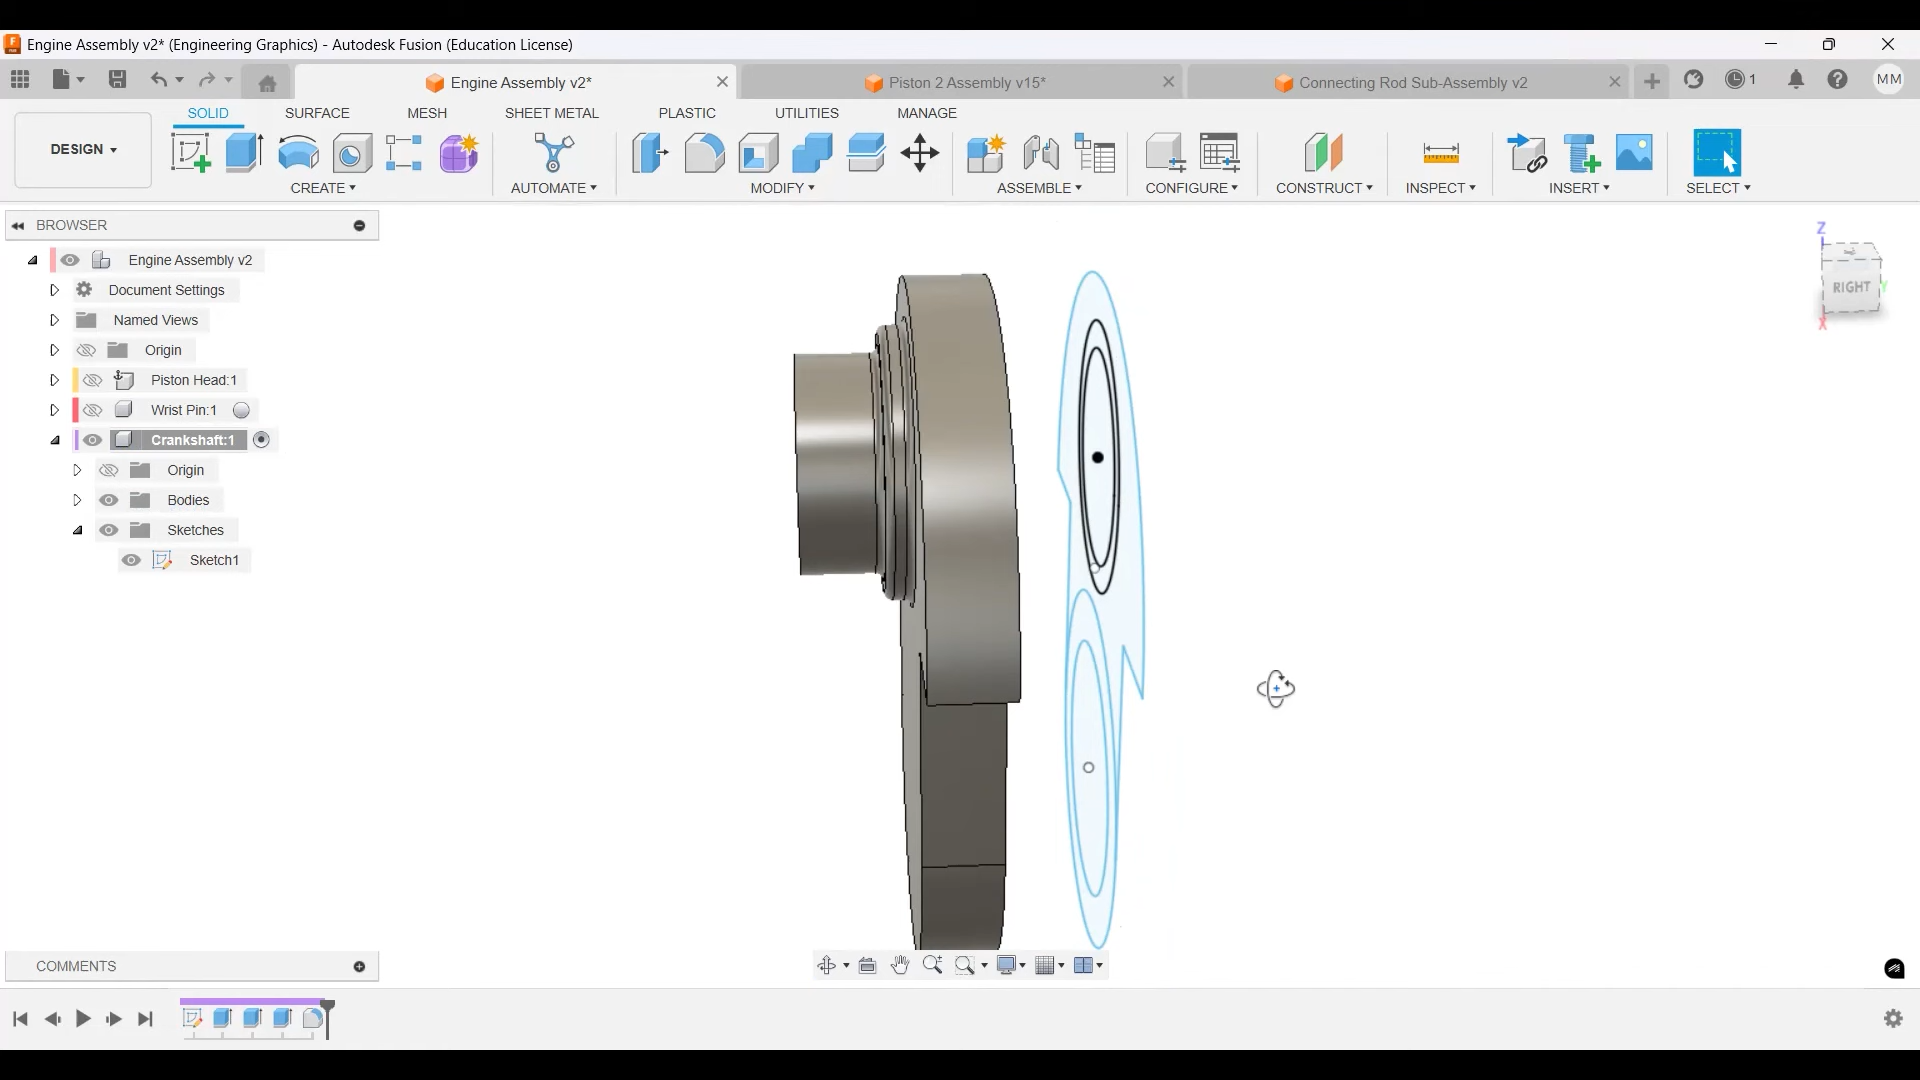 Engine Assembly v2* (Engineering Graphics) - Autodesk Fusion (Education License)
Engine Assembly v2*
Piston 2 Assembly v15*
Connecting Rod Sub-Assembly v2
1
MM
SOLID
SURFACE
MESH
SHEET METAL
PLASTIC
UTILITIES
MANAGE
DESIGN
CREATE
AUTOMATE
MODIFY
ASSEMBLE
CONFIGURE
CONSTRUCT
INSPECT
INSERT
SELECT
BROWSER
Engine Assembly v2
Document Settings
Named Views
Origin
Piston Head:1
Wrist Pin:1
Crankshaft:1
Origin
Bodies
Sketches
Sketch1
Z
RIGHT
Y
X
COMMENTS